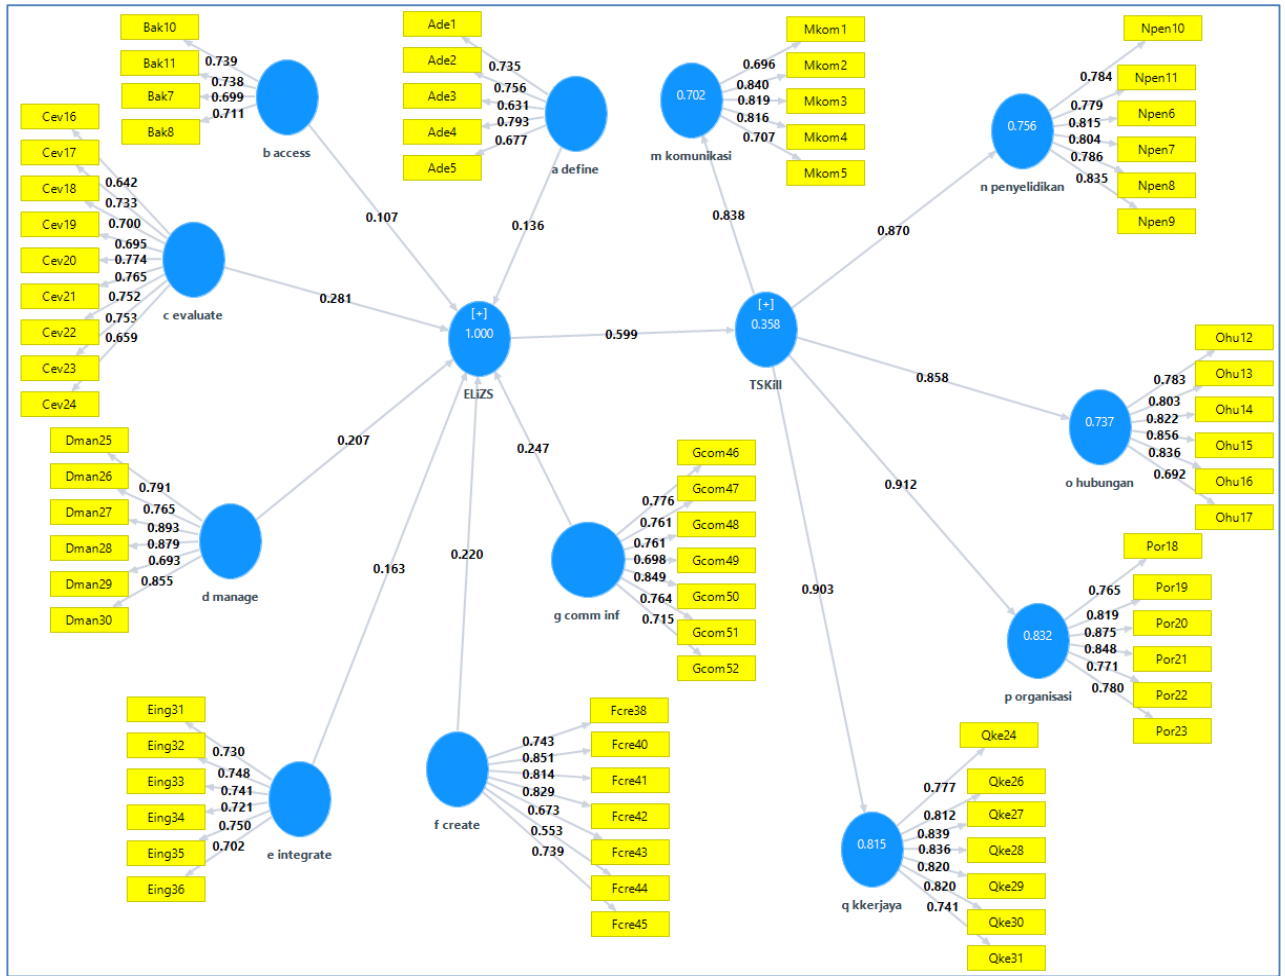 Bak10
Bak11
Bak7
Bak8
0.739
0.738
0.699
0.711
b access
Ade1
Ade2
Ade3
Ade4
Ade5
0.735
0.756
0.631
0.793
0.677
a define
Mkom1
Mkom2
Mkom3
Mkom4
Mkom5
0.696
0.840
0.819
0.816
0.707
0.702
m komunikasi
Npen10
Npen11
Npen6
Npen7
Npen8
Npen9
0.784
0.779
0.815
0.804
0.786
0.835
0.756
n penyelidikan
Cev16
Cev17
Cev18
Cev19
Cev20
Cev21
Cev22
Cev23
Cev24
0.642
0.733
0.700
0.695
0.774
0.765
0.752
0.753
0.659
c evaluate
0.107
0.136
0.838
0.870
0.281
[+]
1.000
ELiZS
0.599
[+]
0.358
TSKill
0.858
Ohu12
Ohu13
Ohu14
Ohu15
Ohu16
Ohu17
0.783
0.803
0.822
0.856
0.836
0.692
0.737
o hubungan
Dman25
Dman26
Dman27
Dman28
Dman29
Dman30
0.791
0.765
0.893
0.879
0.693
0.855
d manage
0.207
0.247
0.912
0.163
0.220
0.903
Gcom46
Gcom47
Gcom48
Gcom49
Gcom50
Gcom51
Gcom52
0.776
0.761
0.761
0.698
0.849
0.764
0.715
g comm inf
Por18
Por19
Por20
Por21
Por22
Por23
0.765
0.819
0.875
0.848
0.771
0.780
0.832
p organisasi
Eing31
Eing32
Eing33
Eing34
Eing35
Eing36
0.730
0.748
0.741
0.721
0.750
0.702
e integrate
Fcre38
Fcre40
Fcre41
Fcre42
Fcre43
Fcre44
Fcre45
0.743
0.851
0.814
0.829
0.673
0.553
0.739
f create
Qke24
Qke26
Qke27
Qke28
Qke29
Qke30
Qke31
0.777
0.812
0.839
0.836
0.820
0.820
0.741
0.815
q kkerjaya